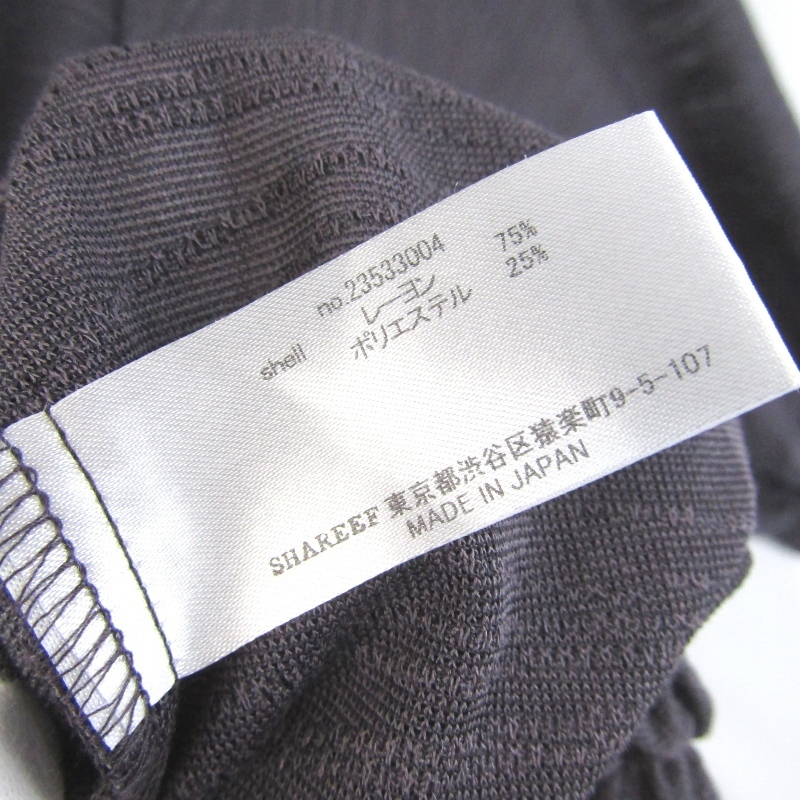 no.23533004
shell レーヨン 75%
ポリエステル 25%
SHAREEF 東京都渋谷区猿楽町9-5-107
MADE IN JAPAN